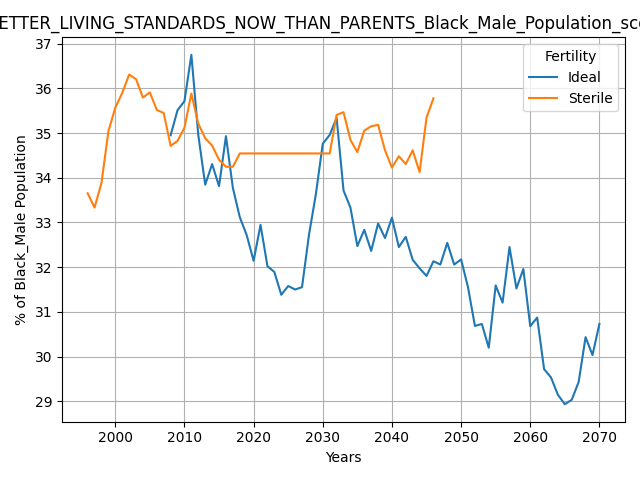 ETTER_LIVING_STANDARDS_NOW_THAN_PARENTS_Black_Male_Population_sc
Fertility
Ideal
Sterile
% of Black_Male Population
37
36
35
34
33
32
31
30
29
2000
2010
2020
2030
2040
2050
2060
2070
Years